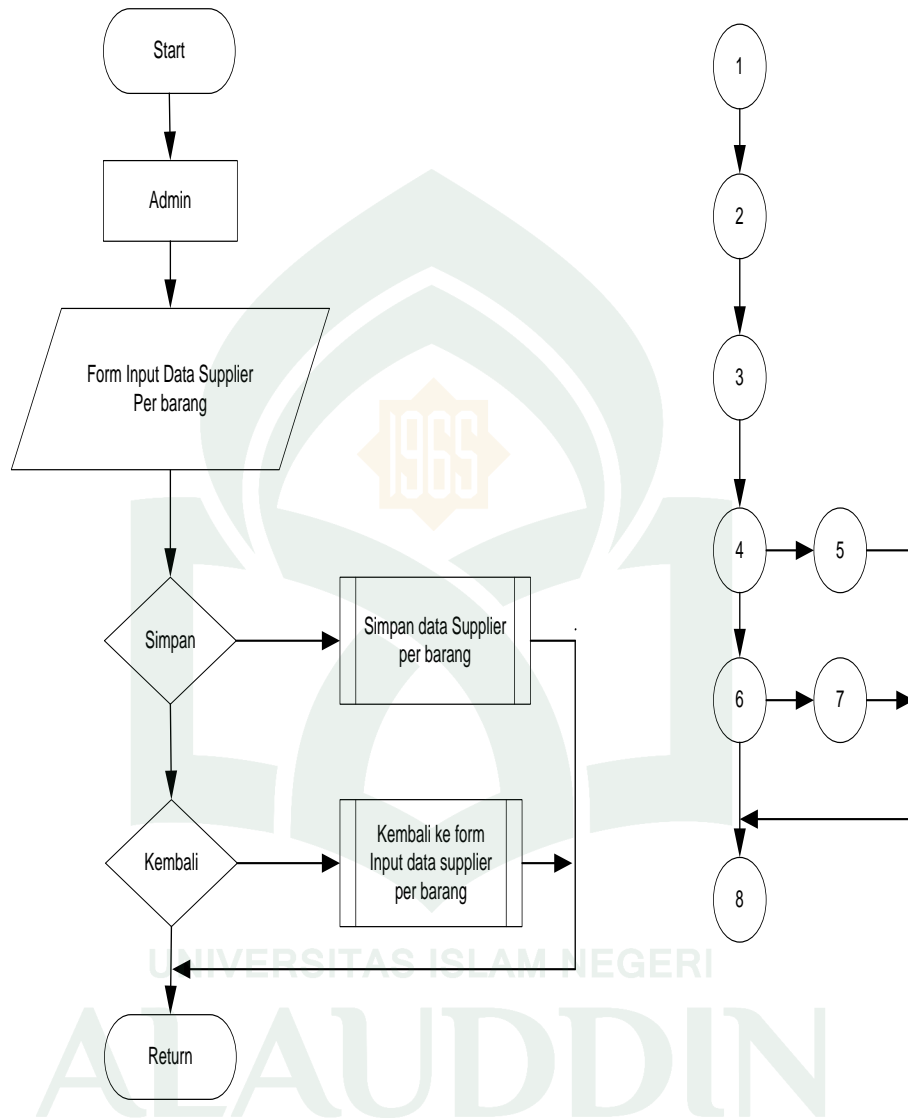 Start
Admin
Form Input Data Supplier
Per barang
Simpan
Simpan data Supplier
per barang
Kembali
Kembali ke form
Input data supplier
per barang
Return
1
2
3
4
5
6
7
8
1965
UNIVERSITAS ISLAM NEGERI
ALAUDDIN